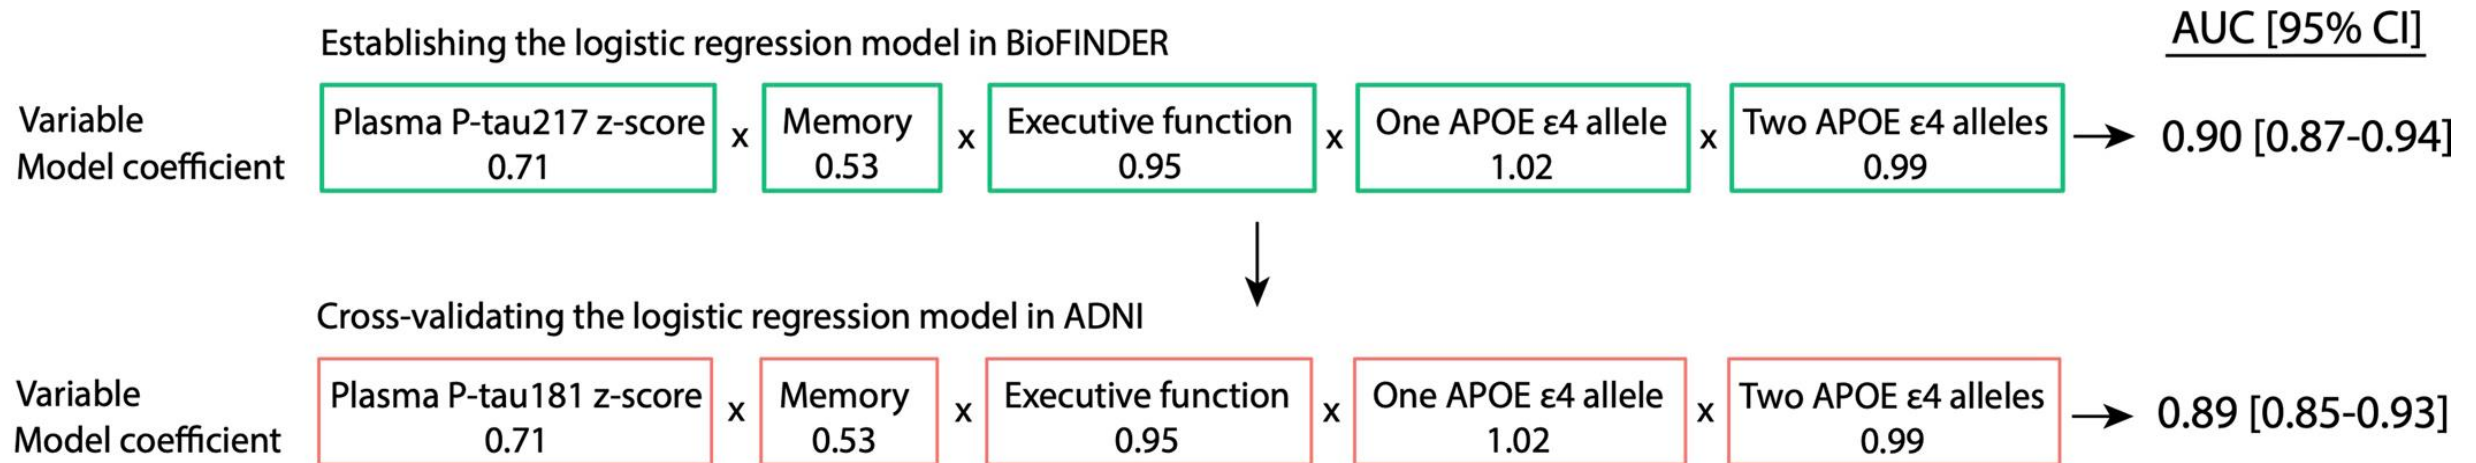 AUC [95% CI]
Establishing the logistic regression model in BioFINDER
Variable
Model coefficient
Plasma P-tau217 z-score
0.71
x
Memory
0.53
x
Executive function
0.95
x
One APOE ε4 allele
1.02
x
Two APOE ε4 alleles
0.99
0.90 [0.87-0.94]
Cross-validating the logistic regression model in ADNI
Variable
Model coefficient
Plasma P-tau181 z-score
0.71
x
Memory
0.53
x
Executive function
0.95
x
One APOE ε4 allele
1.02
x
Two APOE ε4 alleles
0.99
0.89 [0.85-0.93]